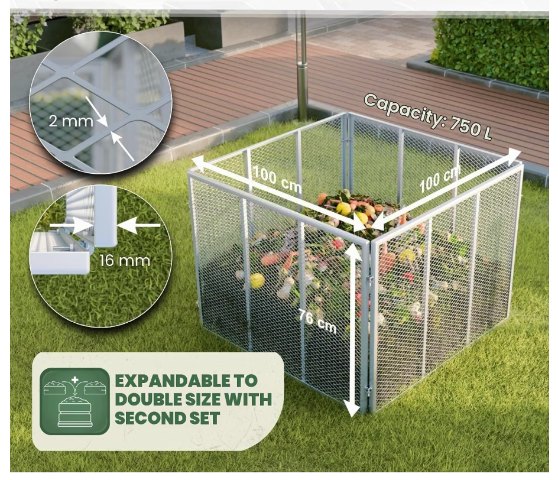 2 mm
Capacity: 750 L
100 cm
100 cm
16 mm
76 cm
EXPANDABLE TO
DOUBLE SIZE WITH
SECOND SET